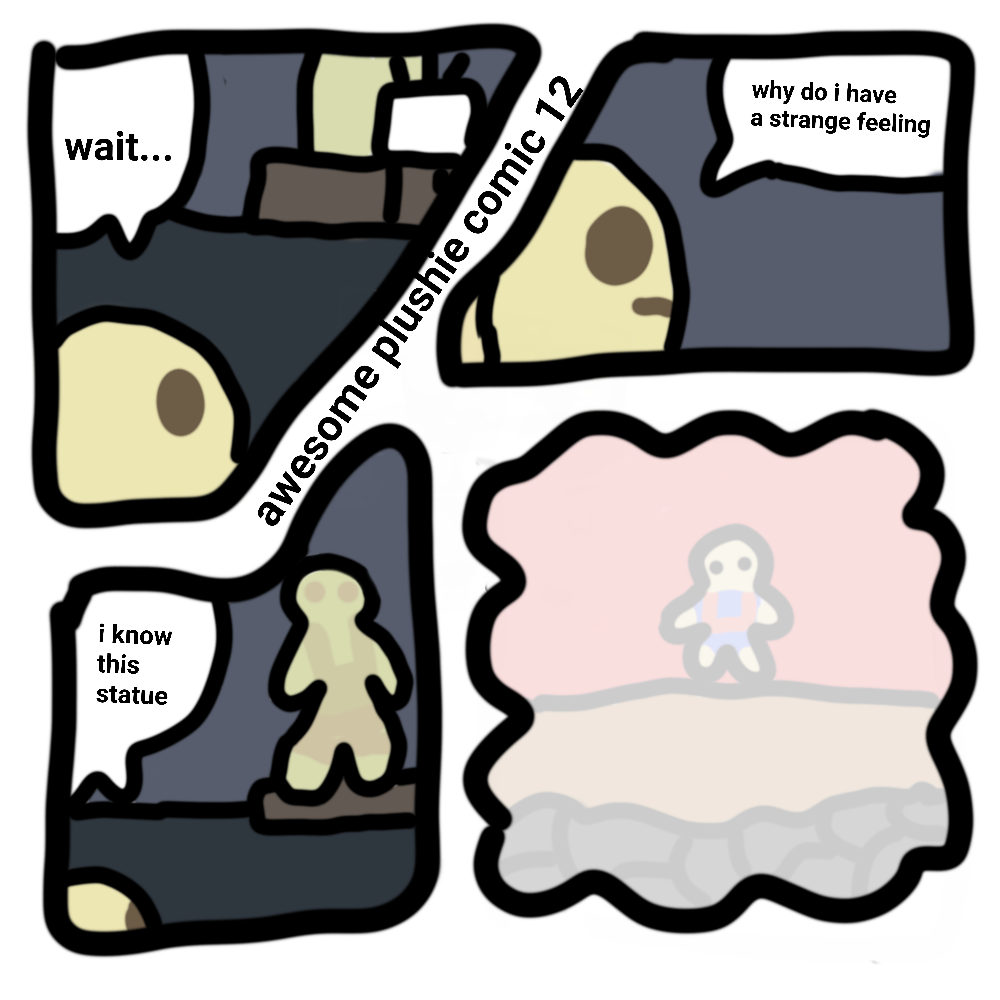 wait...
awesome plushie comic 12
why do i have
a strange feeling
i know
this
statue